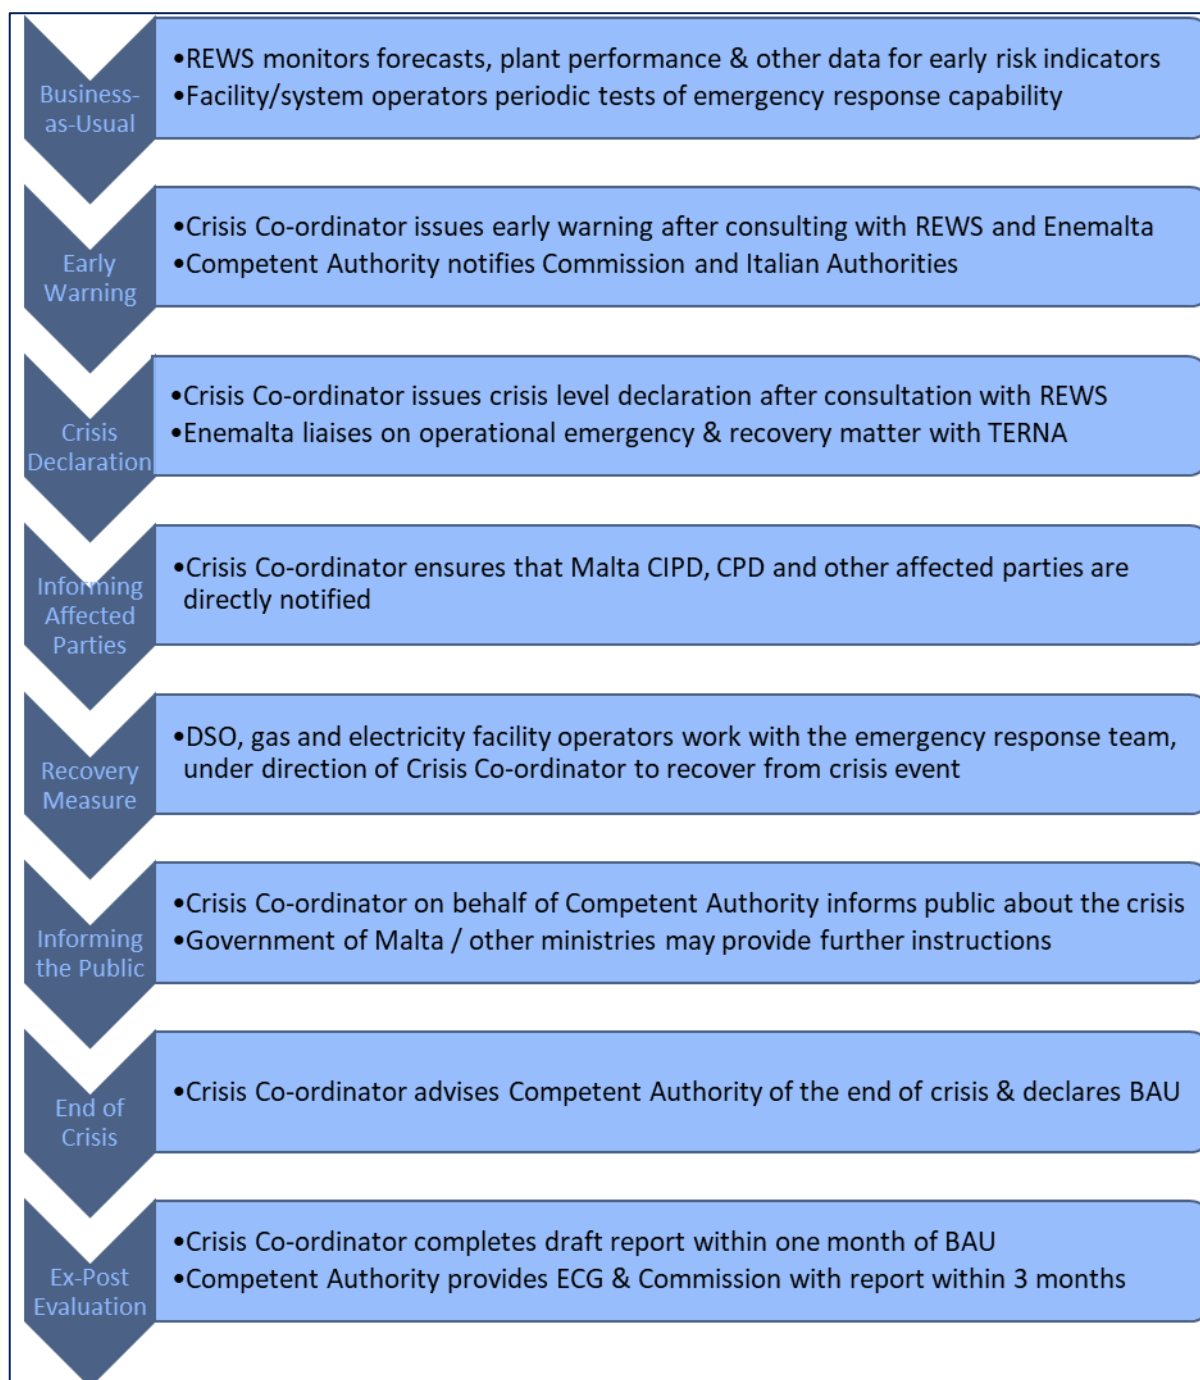 Business-
as-Usual
•REWS monitors forecasts, plant performance & other data for early risk indicators
•Facility/system operators periodic tests of emergency response capability
Early
Warning
•Crisis Co-ordinator issues early warning after consulting with REWS and Enemalta
•Competent Authority notifies Commission and Italian Authorities
Crisis
Declaration
•Crisis Co-ordinator issues crisis level declaration after consultation with REWS
•Enemalta liaises on operational emergency & recovery matter with TERNA
Informing
Affected
Parties
•Crisis Co-ordinator ensures that Malta CIPD, CPD and other affected parties are
directly notified
Recovery
Measure
•DSO, gas and electricity facility operators work with the emergency response team,
under direction of Crisis Co-ordinator to recover from crisis event
Informing
the Public
•Crisis Co-ordinator on behalf of Competent Authority informs public about the crisis
•Government of Malta / other ministries may provide further instructions
End of
Crisis
•Crisis Co-ordinator advises Competent Authority of the end of crisis & declares BAU
Ex-Post
Evaluation
•Crisis Co-ordinator completes draft report within one month of BAU
•Competent Authority provides ECG & Commission with report within 3 months